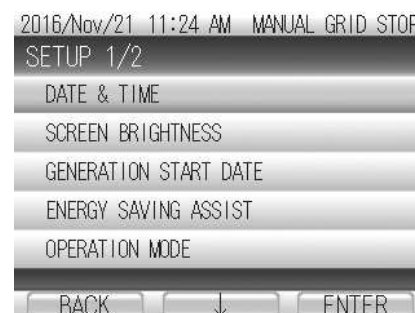 2016/Nov/21 11:24 AM MANUAL GRID STOP
SETUP 1/2
DATE & TIME
SCREEN BRIGHTNESS
GENERATION START DATE
ENERGY SAVING ASSIST
OPERATION MODE
BACK ↓ ENTER